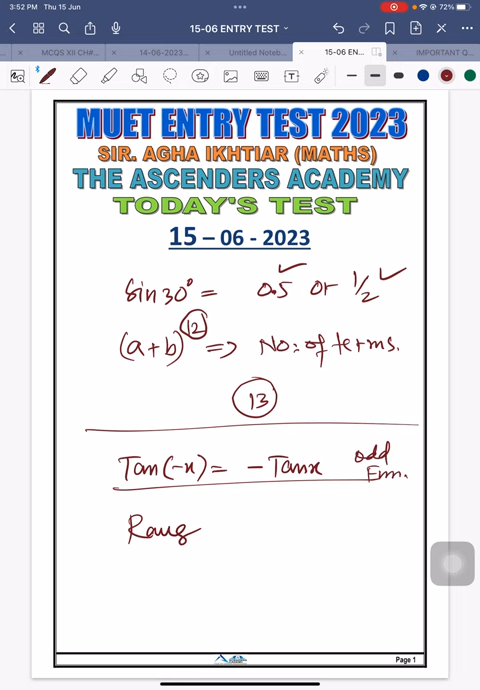 3:52 PM Thu 15 Jun
72%
15-06 ENTRY TEST
MCQS XII CH#...
14-06-2023...
Untitled Noteb...
15-06 EN...
IMPORTANT Q...
MUET ENTRY TEST 2023
SIR. AGHA IKHTIAR (MATHS)
THE ASCENDERS ACADEMY
TODAY'S TEST
15 – 06 - 2023
Sin 30° = 0.5 or 1/2
(a+b)^12 => No: of terms.
13
Tan(-x) = - Tanx odd
Rang
Page 1